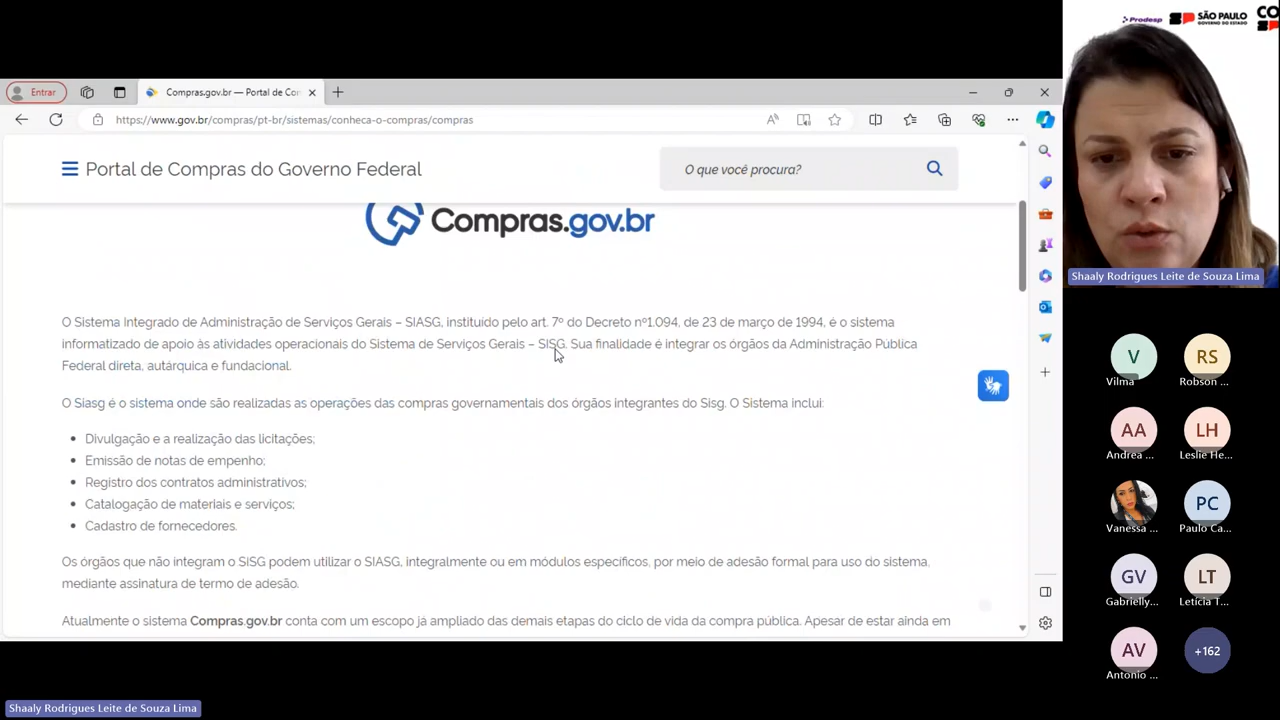 Prodesp
SÃO PAULO
GOVERNO DO ESTADO
CO
Entrar
Compras.gov.br — Portal de Con
https://www.gov.br/compras/pt-br/sistemas/conheca-o-compras/compras
Portal de Compras do Governo Federal
O que você procura?
Compras.gov.br
O Sistema Integrado de Administração de Serviços Gerais – SIASG, instituído pelo art. 7º do Decreto nº1.094, de 23 de março de 1994, é o sistema
informatizado de apoio às atividades operacionais do Sistema de Serviços Gerais – SISG. Sua finalidade é integrar os órgãos da Administração Pública
Federal direta, autárquica e fundacional.
O Siasg é o sistema onde são realizadas as operações das compras governamentais dos órgãos integrantes do Sisg. O Sistema inclui:
• Divulgação e a realização das licitações;
• Emissão de notas de empenho;
• Registro dos contratos administrativos;
• Catalogação de materiais e serviços;
• Cadastro de fornecedores.
Os órgãos que não integram o SISG podem utilizar o SIASG, integralmente ou em módulos específicos, por meio de adesão formal para uso do sistema,
mediante assinatura de termo de adesão.
Atualmente o sistema Compras.gov.br conta com um escopo já ampliado das demais etapas do ciclo de vida da compra pública. Apesar de estar ainda em
Shaaly Rodrigues Leite de Souza Lima
V
RS
Vilma
Robson ...
AA
LH
Andrea ...
Leslie He...
PC
Vanessa ...
Paulo Ca...
GV
LT
Gabrielly...
Letícia T...
AV
+162
Antonio ...
Shaaly Rodrigues Leite de Souza Lima